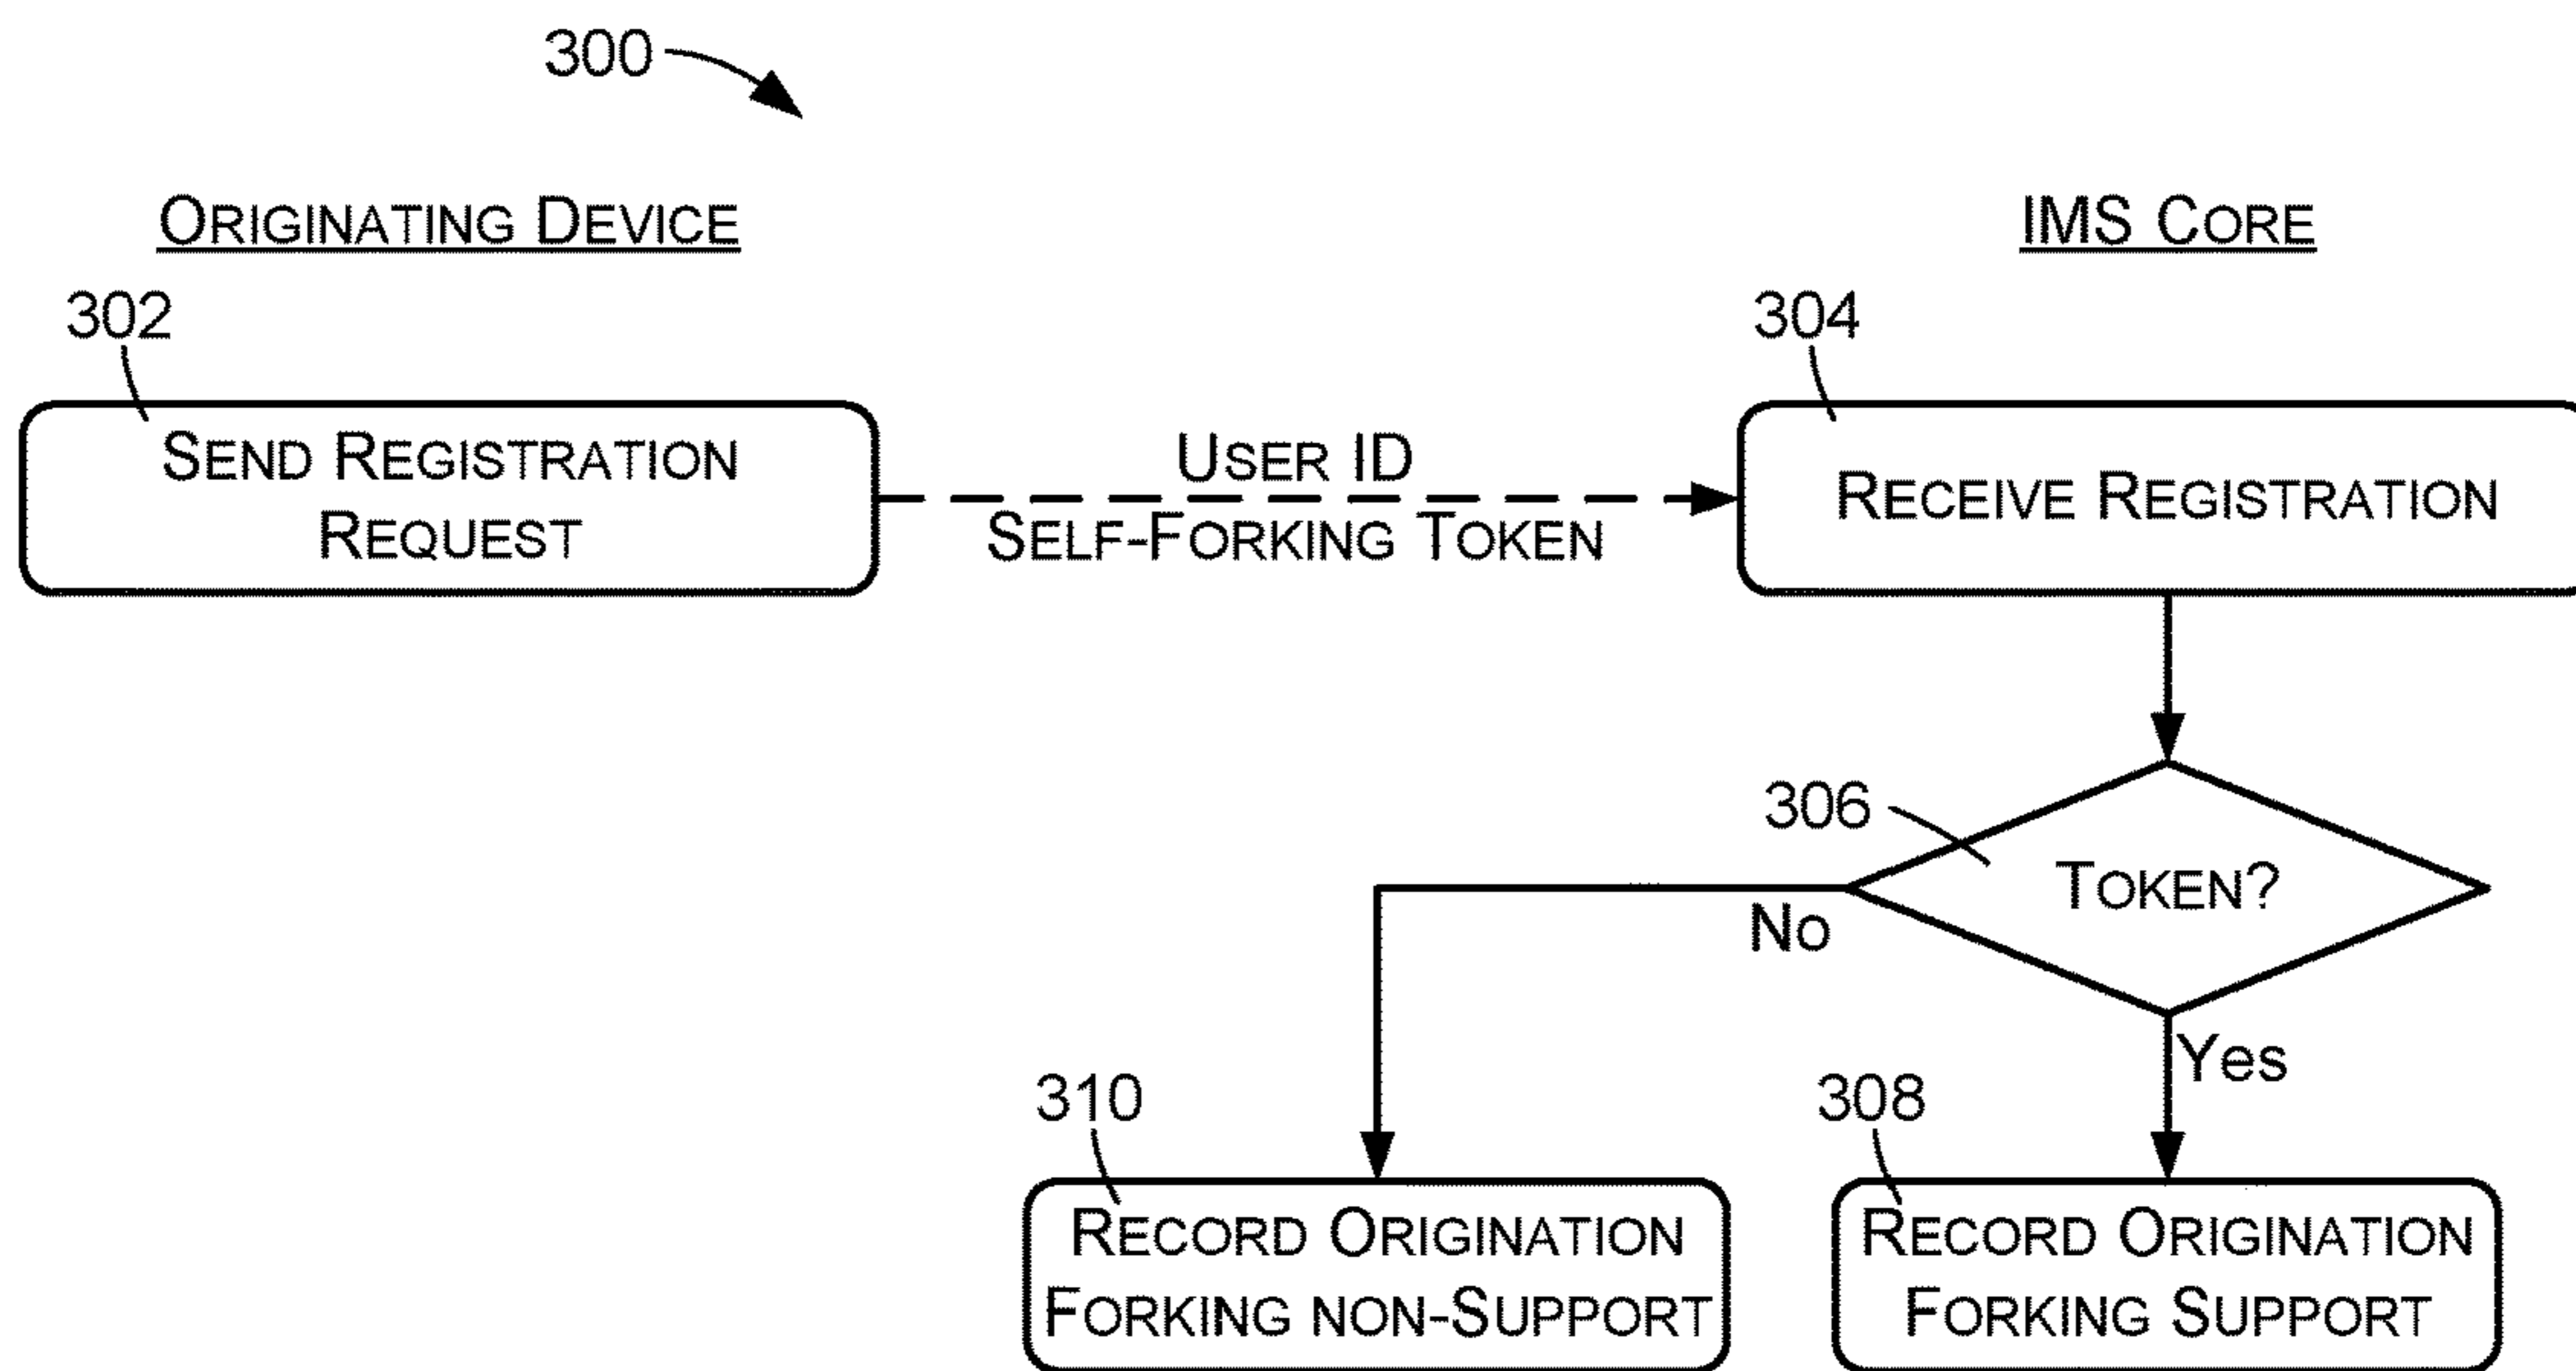 300
ORIGINATING DEVICE
IMS CORE
302
304
SEND REGISTRATION
REQUEST
USER ID
SELF-FORKING TOKEN
RECEIVE REGISTRATION
306
TOKEN?
No
Yes
310
308
RECORD ORIGINATION
FORKING NON-SUPPORT
RECORD ORIGINATION
FORKING SUPPORT